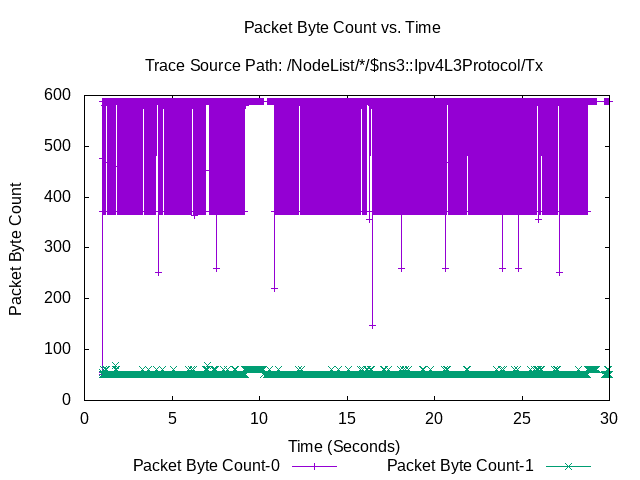 Packet Byte Count vs. Time
Trace Source Path: /NodeList/*/$ns3::Ipv4L3Protocol/Tx
600
500
400
300
200
100
0
Packet Byte Count
0 5 10 15 20 25 30
Time (Seconds)
Packet Byte Count-0
Packet Byte Count-1